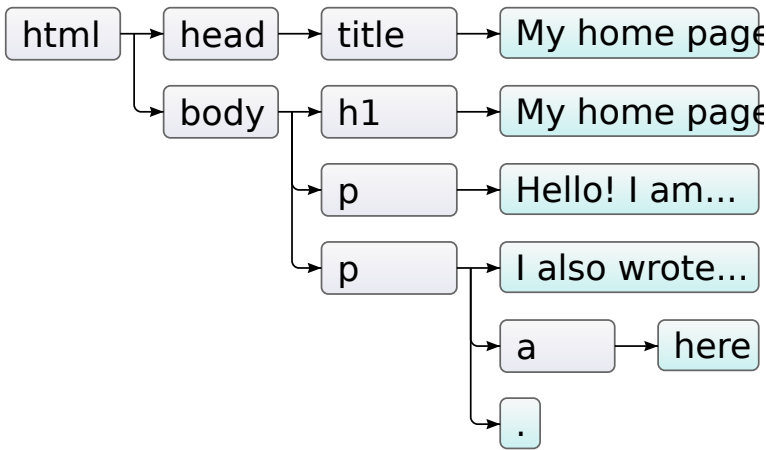 html head title My home page
body h1 My home page
p Hello! I am...
p I also wrote...
a here
.